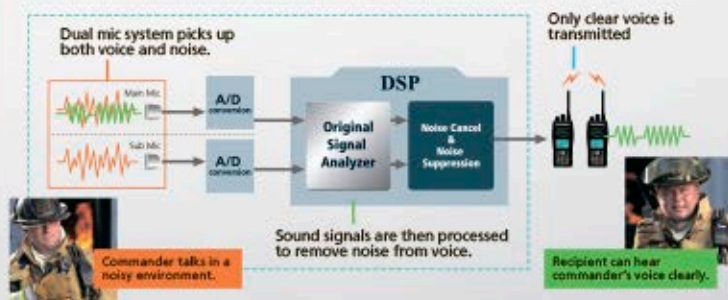 Dual mic system picks up
both voice and noise.
Only clear voice is
transmitted
Main Mic
A/D
conversion
DSP
Original
Signal
Analyzer
Noise Cancel
&
Noise
Suppression
Sub Mic
A/D
conversion
Sound signals are then processed
to remove noise from voice.
Commander talks in a
noisy environment.
Recipient can hear
commander's voice clearly.